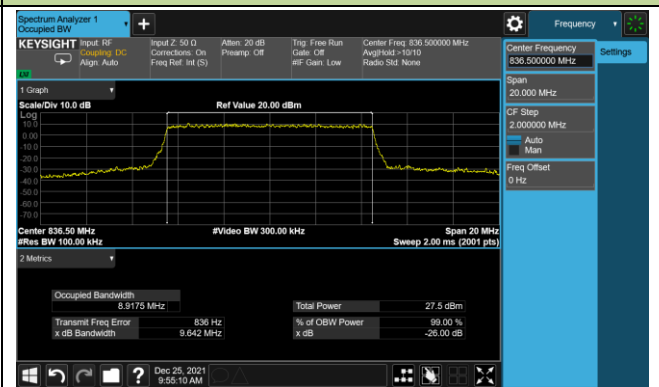 Spectrum Analyzer 1
Occupied BW
+
Frequency
KEYSIGHT
Input: RF
Coupling: DC
Align: Auto
Input Z: 50 Ω
Corrections: On
Freq Ref: Int (S)
Atten: 20 dB
Preamp: Off
Trig: Free Run
Gate: Off
#IF Gain: Low
Center Freq: 836.500000 MHz
Avg|Hold:>10/10
Radio Std: None
Center Frequency
836.500000 MHz
Settings
Span
20.000 MHz
CF Step
2.000000 MHz
Auto
Man
Freq Offset
0 Hz
1 Graph
Scale/Div 10.0 dB
Ref Value 20.00 dBm
Log
10.0
0.00
-10.0
-20.0
-30.0
-40.0
-50.0
-60.0
-70.0
Center 836.50 MHz
#Video BW 300.00 kHz
Span 20 MHz
#Res BW 100.00 kHz
Sweep 2.00 ms (2001 pts)
2 Metrics
Occupied Bandwidth
8.9175 MHz
Total Power 27.5 dBm
Transmit Freq Error 836 Hz
% of OBW Power 99.00 %
x dB Bandwidth 9.642 MHz
x dB -26.00 dB
?
Dec 25, 2021
9:55:10 AM